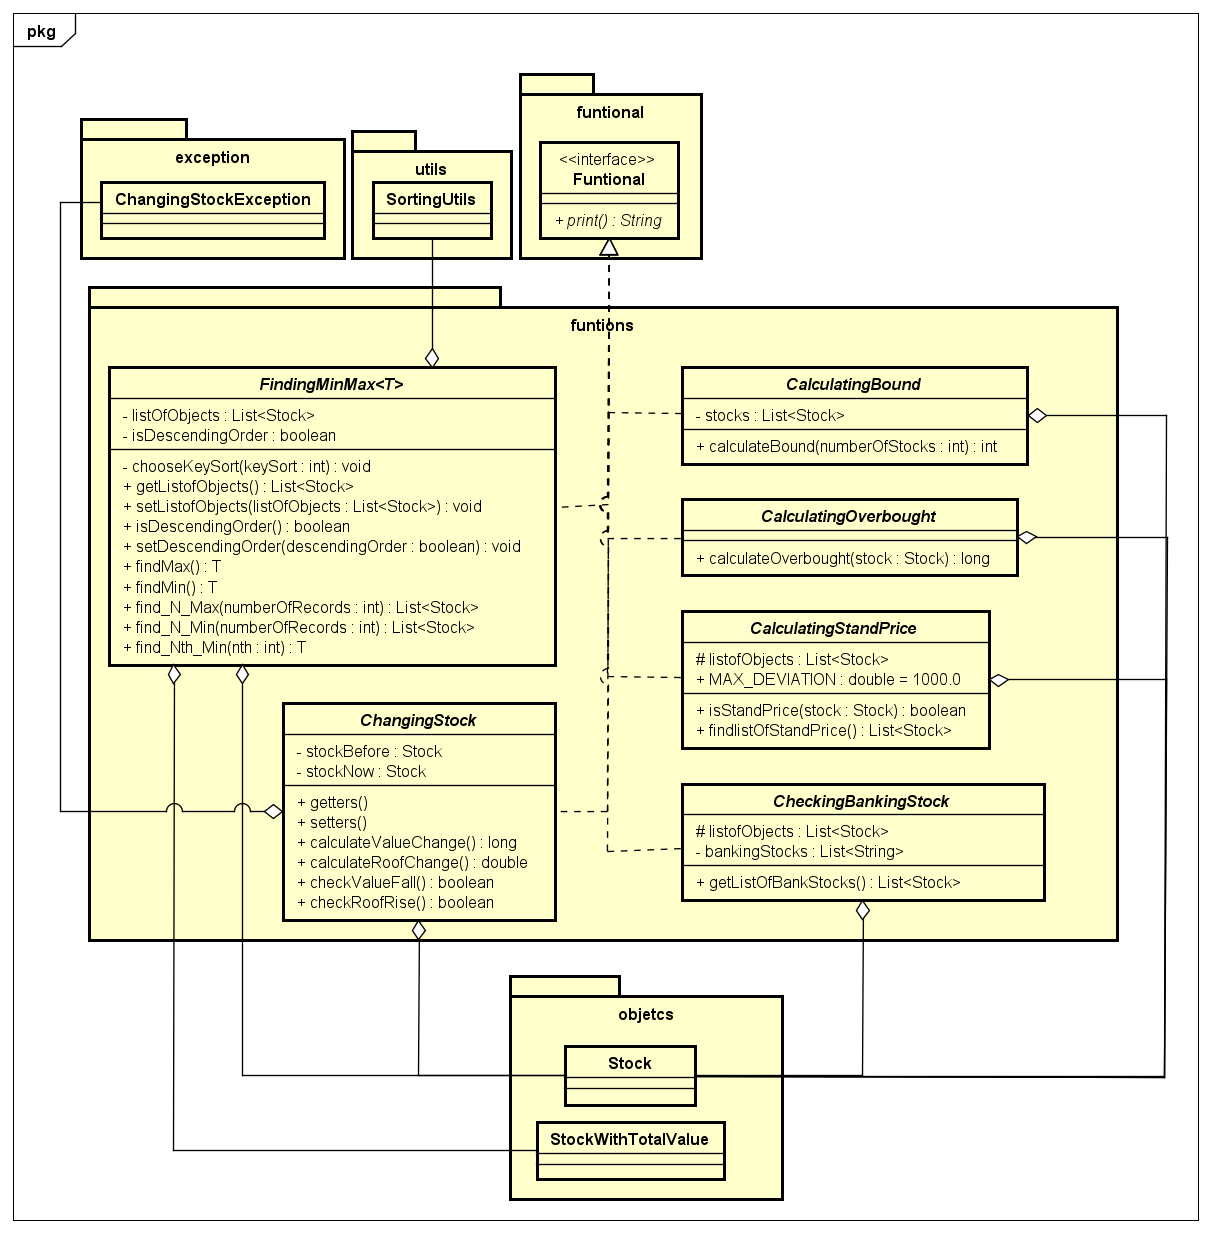 pkg
exception
ChangingStockException
utils
SortingUtils
funtional
<<interface>>
Funtional
+ print() : String
funtions
FindingMinMax<T>
- listOfObjects : List<Stock>
- isDescendingOrder : boolean
- chooseKeySort(keySort : int) : void
+ getListofObjects() : List<Stock>
+ setListofObjects(listOfObjects : List<Stock>) : void
+ isDescendingOrder() : boolean
+ setDescendingOrder(descendingOrder : boolean) : void
+ findMax() : T
+ findMin() : T
+ find_N_Max(numberOfRecords : int) : List<Stock>
+ find_N_Min(numberOfRecords : int) : List<Stock>
+ find_Nth_Min(nth : int) : T
ChangingStock
- stockBefore : Stock
- stockNow : Stock
+ getters()
+ setters()
+ calculateValueChange() : long
+ calculateRoofChange() : double
+ checkValueFall() : boolean
+ checkRoofRise() : boolean
CalculatingBound
- stocks : List<Stock>
+ calculateBound(numberOfStocks : int) : int
CalculatingOverbought
+ calculateOverbought(stock : Stock) : long
CalculatingStandPrice
# listofObjects : List<Stock>
+ MAX_DEVIATION : double = 1000.0
+ isStandPrice(stock : Stock) : boolean
+ findlistOfStandPrice() : List<Stock>
CheckingBankingStock
# listofObjects : List<Stock>
- bankingStocks : List<String>
+ getListOfBankStocks() : List<Stock>
objetcs
Stock
StockWithTotalValue